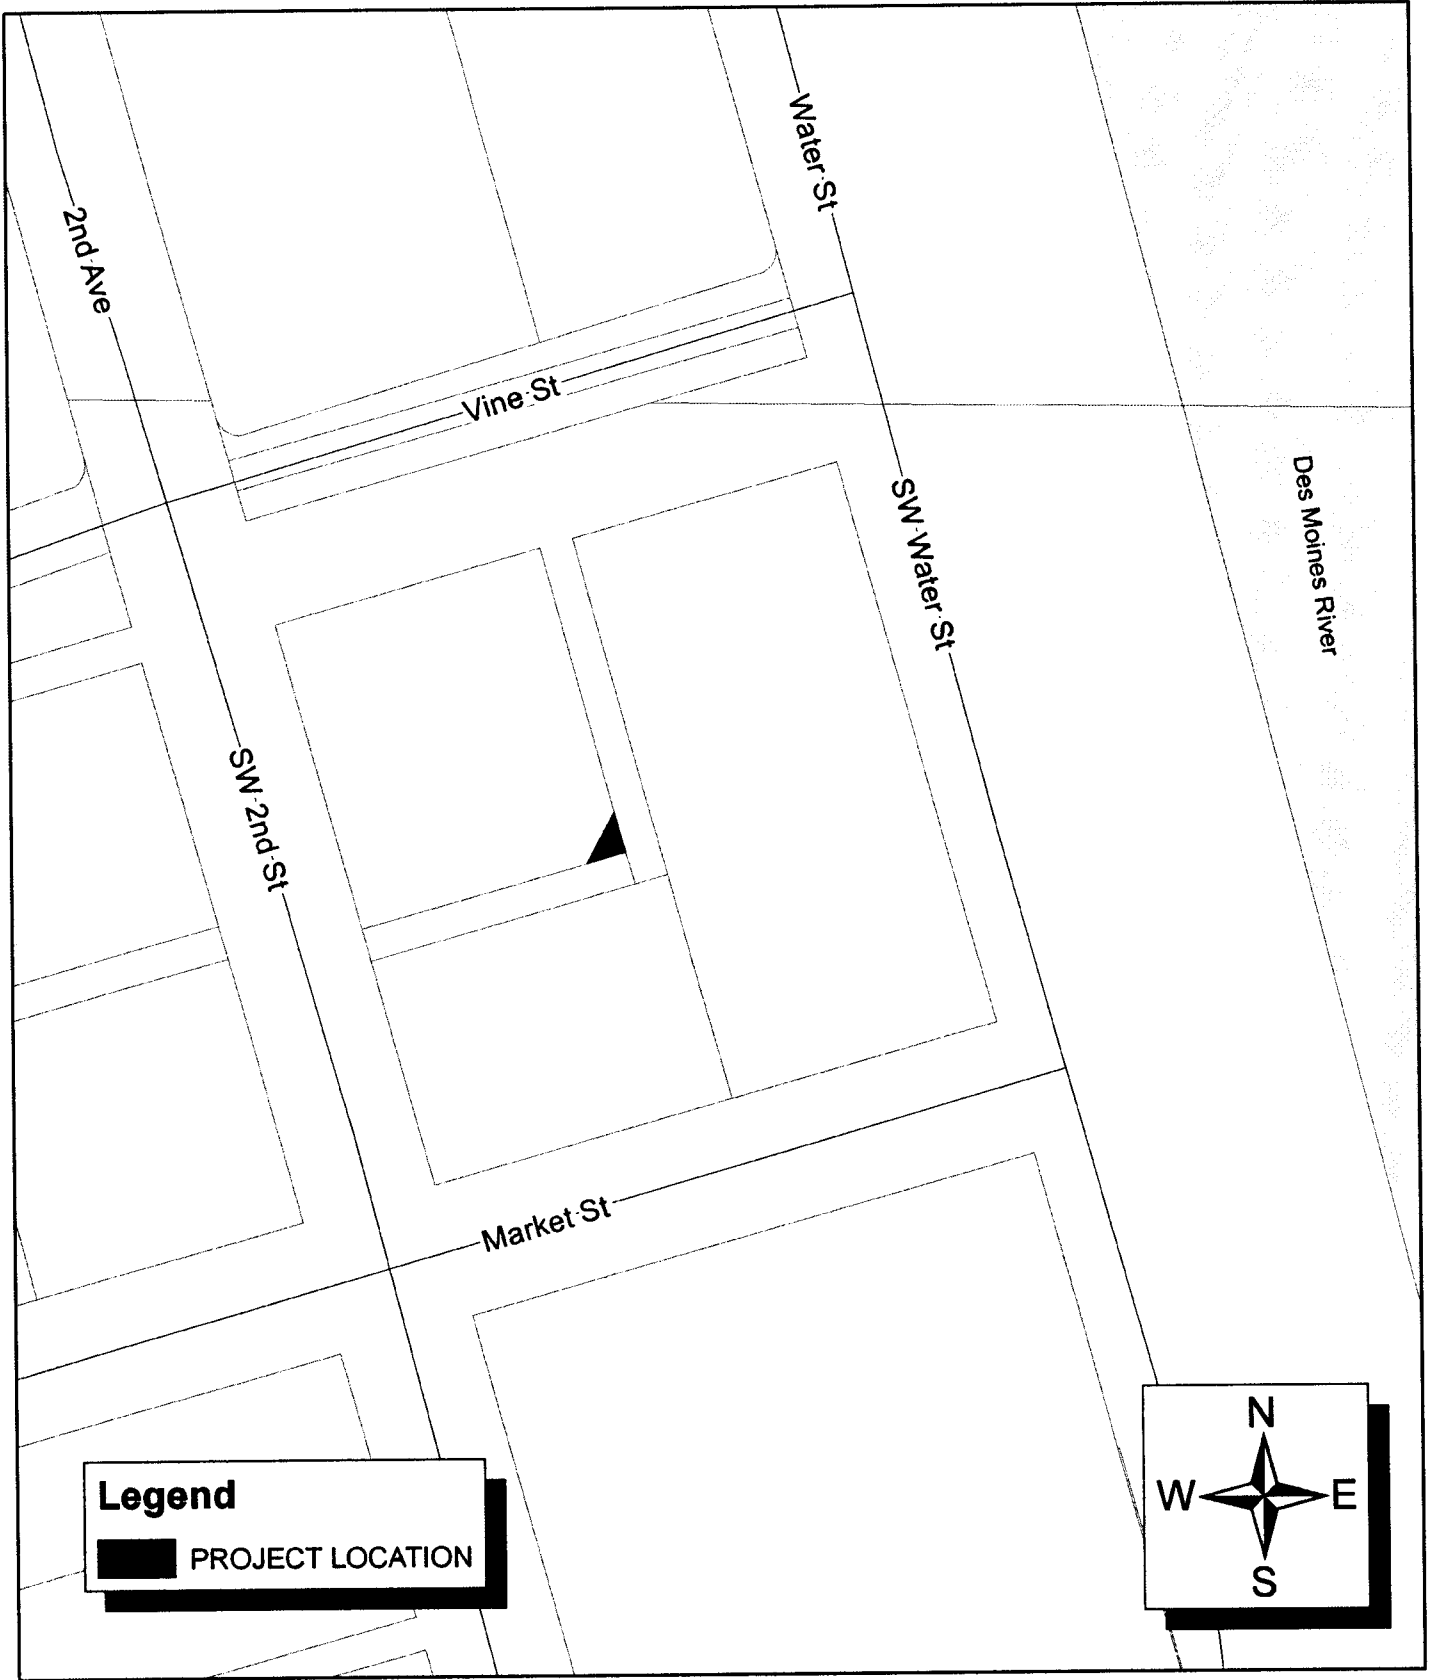 Water St
2nd Ave
Vine St
SW Water St
Des Moines River
SW 2nd St
Market St
Legend
PROJECT LOCATION
N
W
E
S